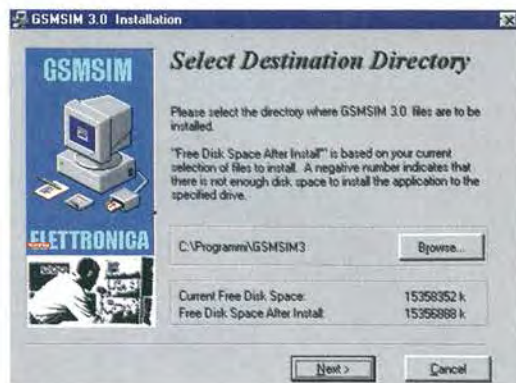 GSMSIM 3.0 Installation
GSMSIM
ELETTRONICA
Select Destination Directory
Please select the directory where GSMSIM 3.0 files are to be
installed.
"Free Disk Space After Install" is based on your current
selection of files to install. A negative number indicates that
there is not enough disk space to install the application to the
specified drive.
C:\Programmi\GSMSIM3
Browse...
Current Free Disk Space: 15358352 k
Free Disk Space After Install: 15356888 k
Next >
Cancel